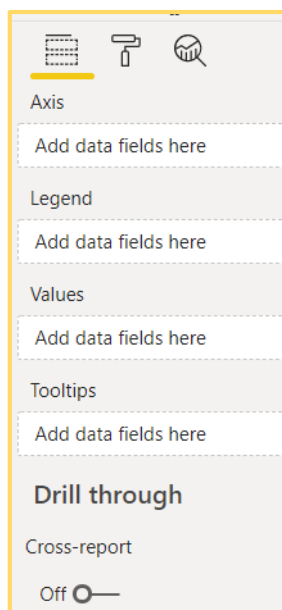 Axis
Add data fields here
Legend
Add data fields here
Values
Add data fields here
Tooltips
Add data fields here
Drill through
Cross-report
Off